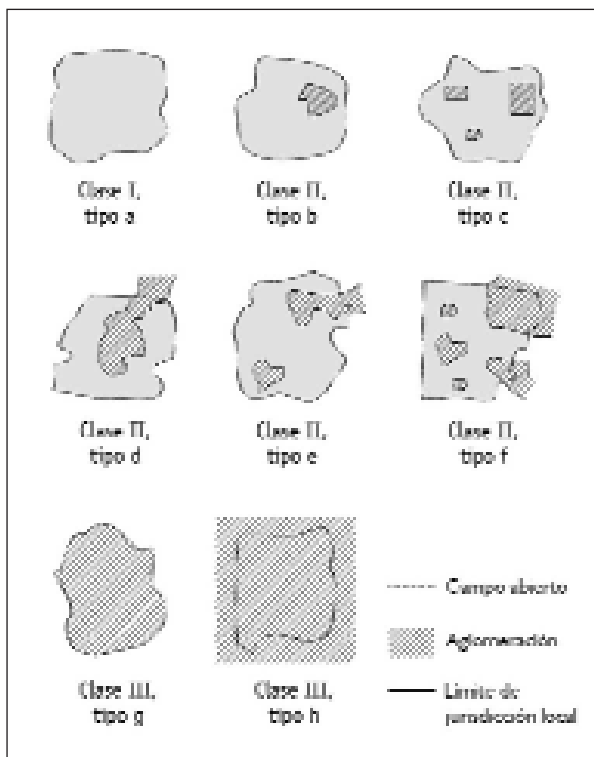 Clase I,
tipo a
Clase II,
tipo b
Clase II,
tipo c
Clase II,
tipo d
Clase II,
tipo e
Clase II,
tipo f
Clase III,
tipo g
Clase III,
tipo h
Campo abierto
Aglomeración
Límite de
jurisdicción local